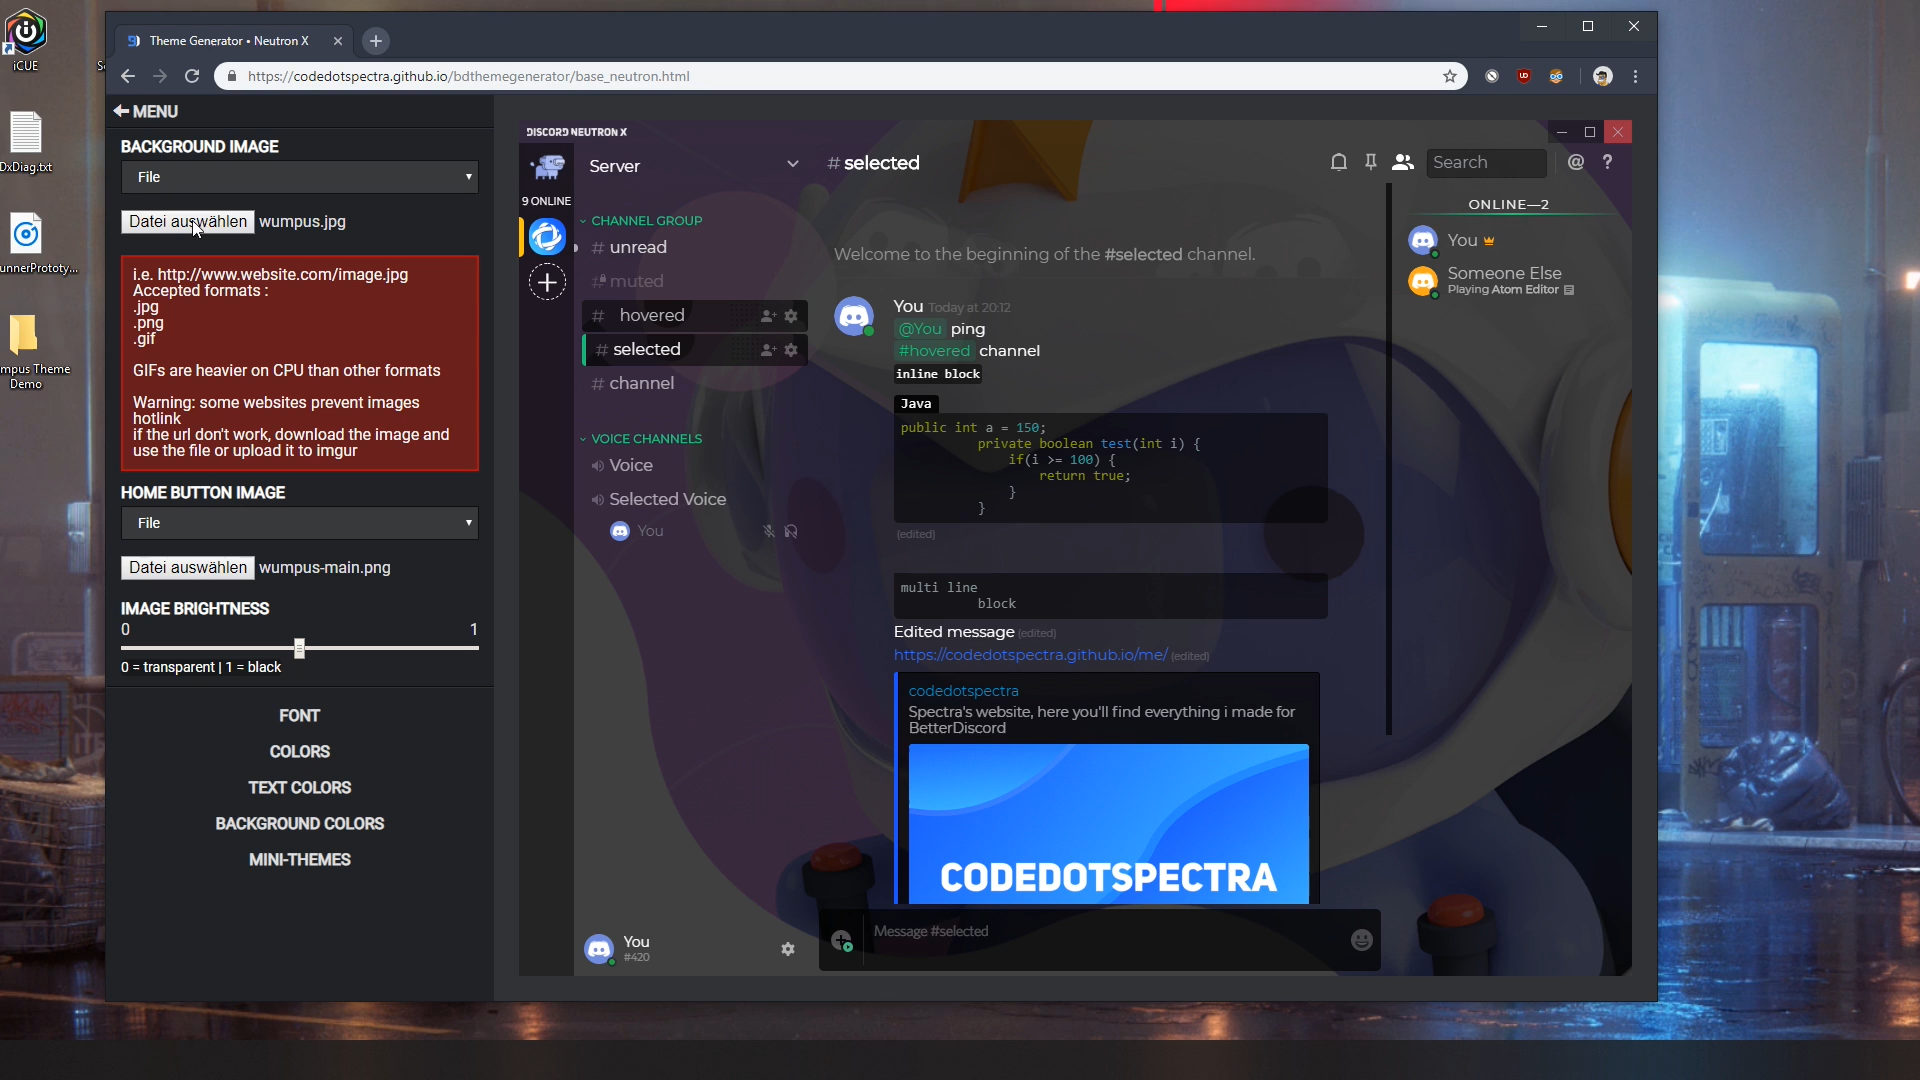 iCUE
DxDiag.txt
unnerPrototy...
mpus Theme
Demo
Theme Generator • Neutron X
https://codedotspectra.github.io/bdthemegenerator/base_neutron.html
MENU
BACKGROUND IMAGE
File
Datei auswählen wumpus.jpg
i.e. http://www.website.com/image.jpg
Accepted formats :
.jpg
.png
.gif
GIFs are heavier on CPU than other formats
Warning: some websites prevent images
hotlink
if the url don't work, download the image and
use the file or upload it to imgur
HOME BUTTON IMAGE
File
Datei auswählen wumpus-main.png
IMAGE BRIGHTNESS
0 1
0 = transparent | 1 = black
FONT
COLORS
TEXT COLORS
BACKGROUND COLORS
MINI-THEMES
DISCORD NEUTRON X
9 ONLINE
Server
CHANNEL GROUP
# unread
# muted
# hovered
# selected
# channel
VOICE CHANNELS
Voice
Selected Voice
You
You
#420
# selected
Search
@ ?
Welcome to the beginning of the #selected channel.
You Today at 20:12
@You ping
#hovered channel
inline block
Java
public int a = 150;
private boolean test(int i) {
if(i >= 100) {
return true;
}
}
(edited)
multi line
block
Edited message (edited)
https://codedotspectra.github.io/me/ (edited)
codedotspectra
Spectra's website, here you'll find everything i made for
BetterDiscord
CODEDOTSPECTRA
Message #selected
ONLINE—2
You
Someone Else
Playing Atom Editor